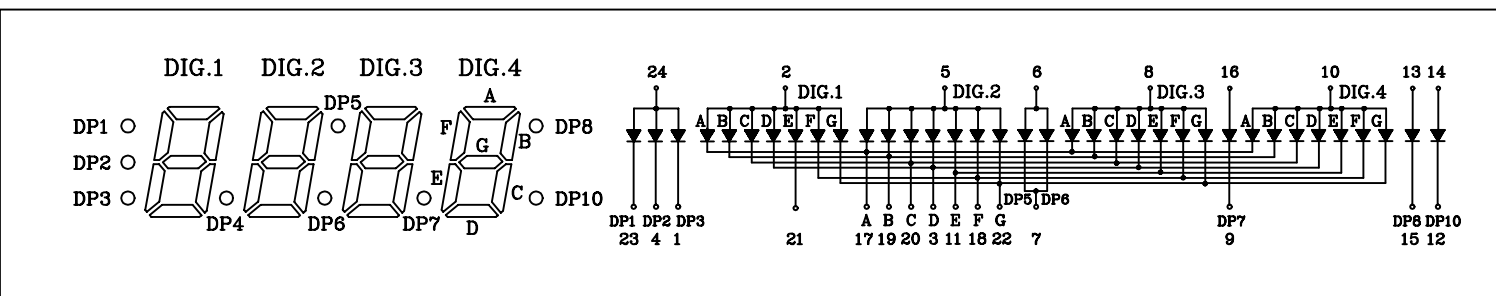 DIG.1 DIG.2 DIG.3 DIG.4
DP5
A
DP1 F B DP8
G
DP2
E
DP3 C DP10
DP4 DP6 DP7 D
24 2 5 6 8 16 10 13 14
DIG.1 DIG.2 DIG.3 DIG.4
A B C D E F G A B C D E F G A B C D E F G
DP5 DP6
DP1 DP2 DP3 A B C D E F G DP7 DP8 DP10
23 4 1 21 17 19 20 3 11 18 22 7 9 15 12